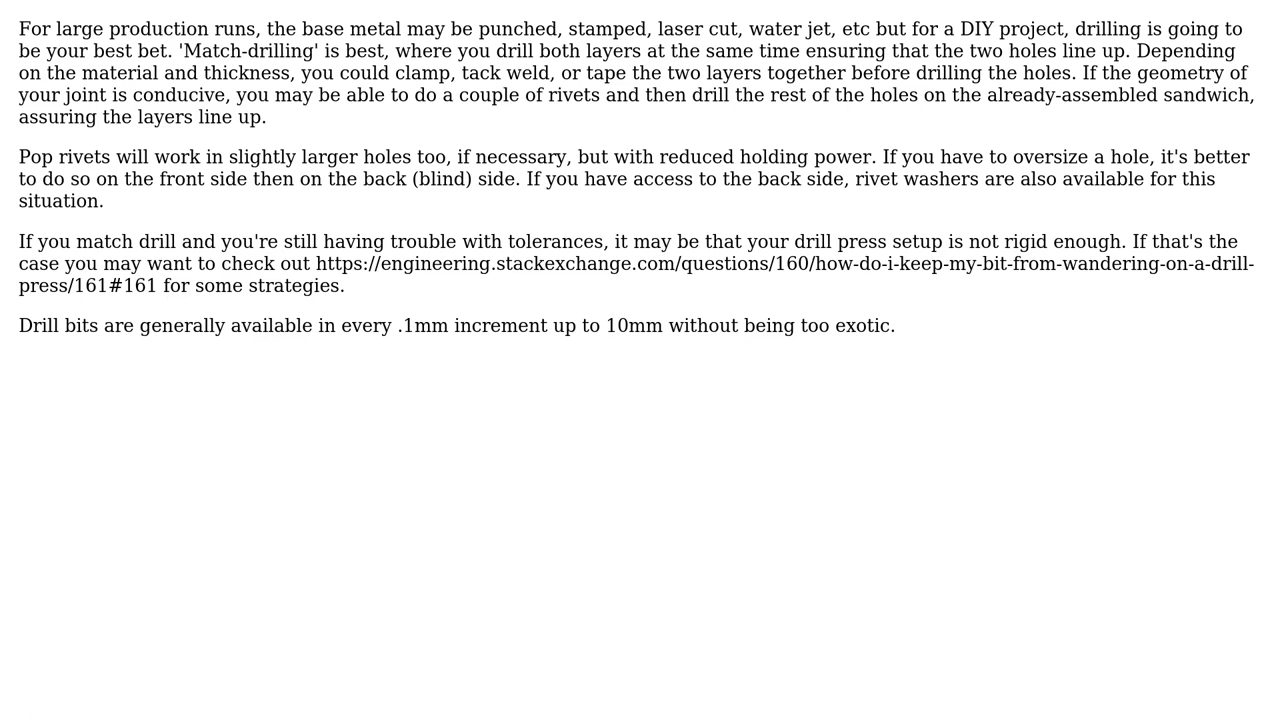 For large production runs, the base metal may be punched, stamped, laser cut, water jet, etc but for a DIY project, drilling is going to
be your best bet. 'Match-drilling' is best, where you drill both layers at the same time ensuring that the two holes line up. Depending
on the material and thickness, you could clamp, tack weld, or tape the two layers together before drilling the holes. If the geometry of
your joint is conducive, you may be able to do a couple of rivets and then drill the rest of the holes on the already-assembled sandwich,
assuring the layers line up.
Pop rivets will work in slightly larger holes too, if necessary, but with reduced holding power. If you have to oversize a hole, it's better
to do so on the front side then on the back (blind) side. If you have access to the back side, rivet washers are also available for this
situation.
If you match drill and you're still having trouble with tolerances, it may be that your drill press setup is not rigid enough. If that's the
case you may want to check out https://engineering.stackexchange.com/questions/160/how-do-i-keep-my-bit-from-wandering-on-a-drill-
press/161#161 for some strategies.
Drill bits are generally available in every .1mm increment up to 10mm without being too exotic.